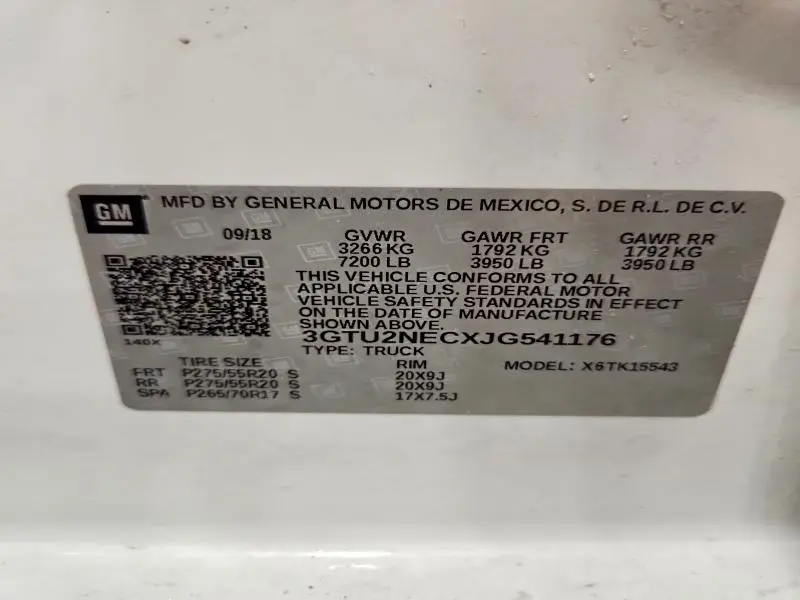 GM MFD BY GENERAL MOTORS DE MEXICO, S. DE R.L. DE C.V.
09/18 GVWR GAWR FRT GAWR RR
3266 KG 1792 KG 1792 KG
7200 LB 3950 LB 3950 LB
THIS VEHICLE CONFORMS TO ALL
APPLICABLE U.S. FEDERAL MOTOR
VEHICLE SAFETY STANDARDS IN EFFECT
ON THE DATE OF MANUFACTURE
SHOWN ABOVE.
140X 3GTU2NECXJG541176
TYPE: TRUCK
TIRE SIZE RIM MODEL: X6TK15543
FRT P275/55R20 S 20X9J
RR P275/55R20 S 20X9J
SPA P265/70R17 S 17X7.5J